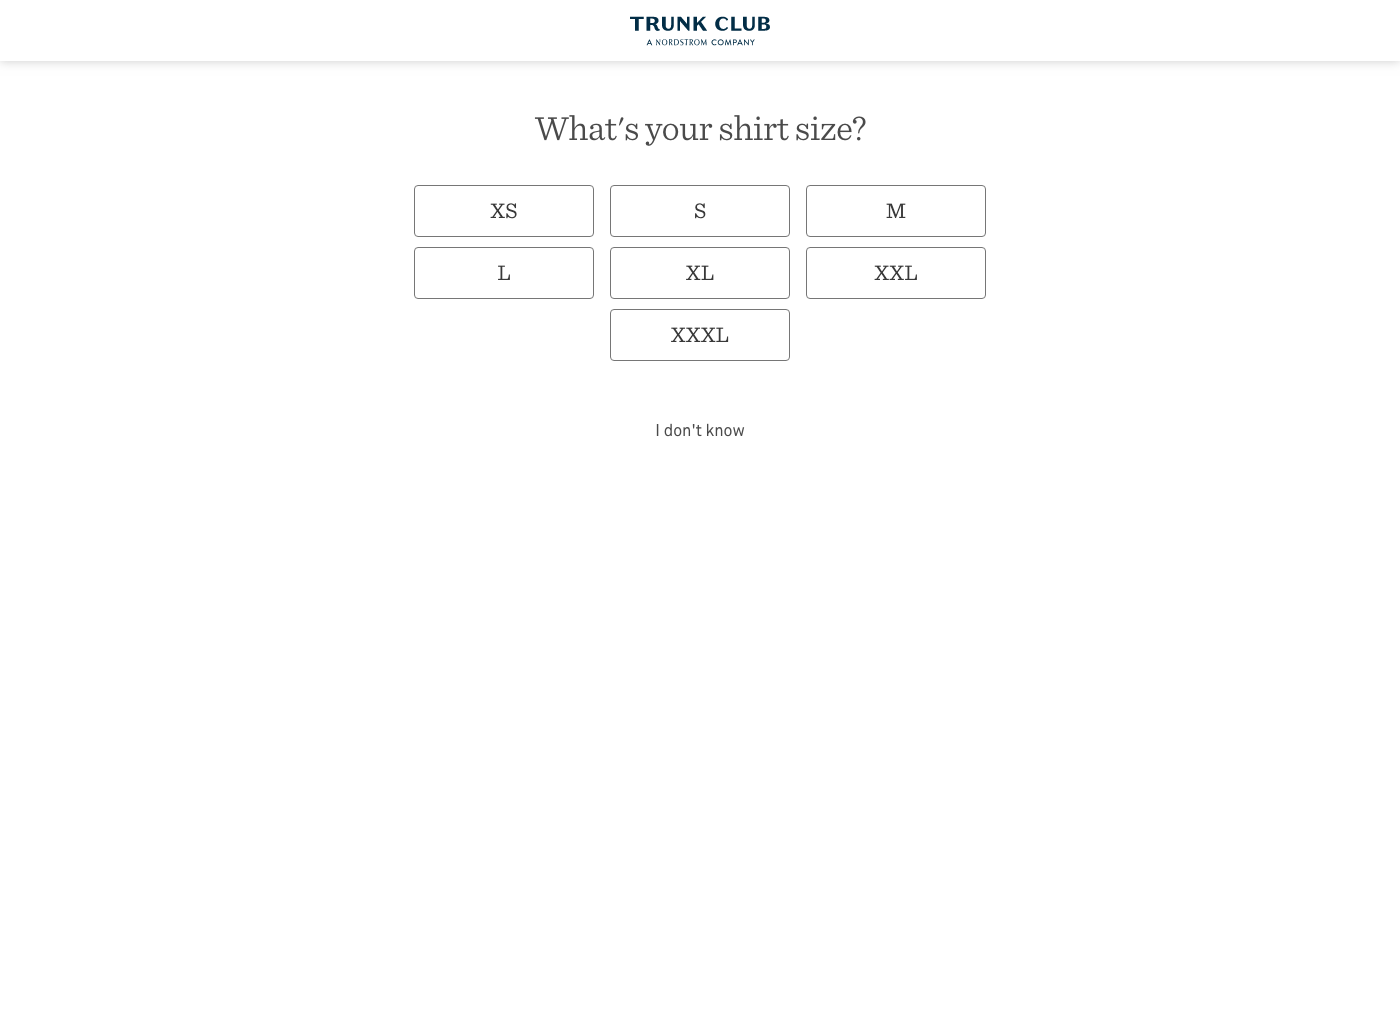 TRUNK CLUB
A NORDSTROM COMPANY
What's your shirt size?
XS S M
L XL XXL
XXXL
I don't know